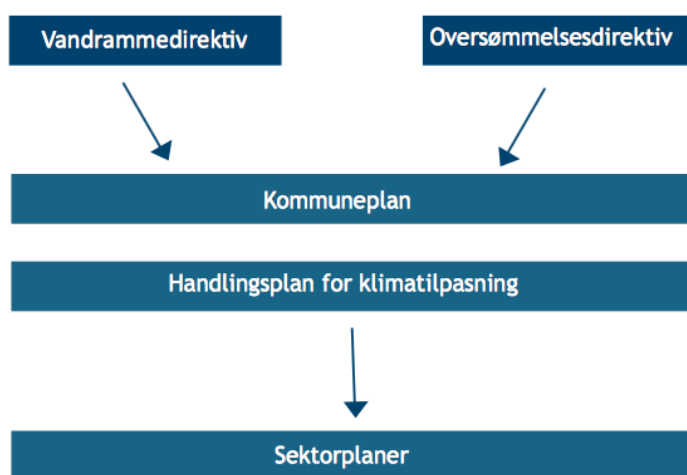 Vandrammedirektiv
Oversømmelsesdirektiv
Kommuneplan
Handlingsplan for klimatilpasning
Sektorplaner